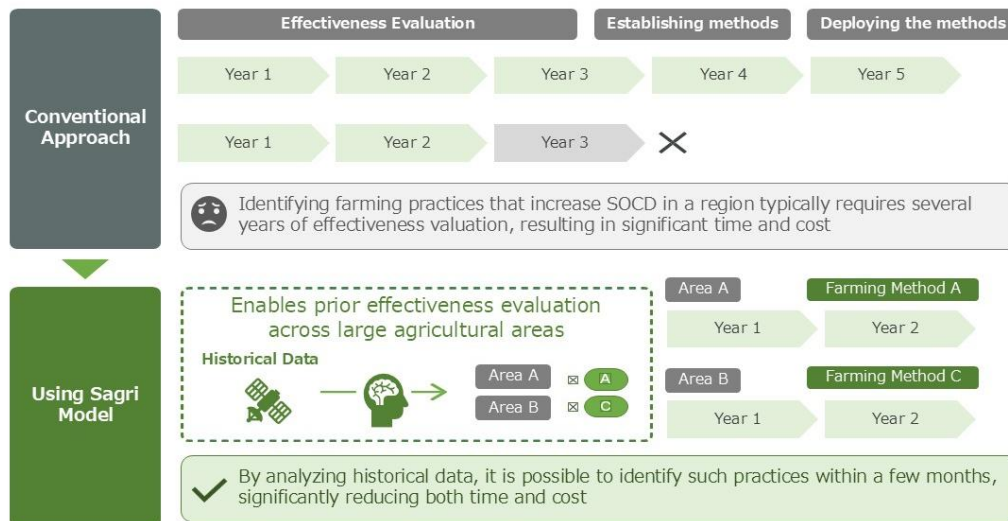 Effectiveness Evaluation
Establishing methods
Deploying the methods
Conventional
Approach
Year 1
Year 2
Year 3
Year 4
Year 5
Year 1
Year 2
Year 3
Identifying farming practices that increase SOCD in a region typically requires several
years of effectiveness valuation, resulting in significant time and cost
Using Sagri
Model
Enables prior effectiveness evaluation
across large agricultural areas
Historical Data
Area A
A
Area B
C
Area A
Farming Method A
Year 1
Year 2
Area B
Farming Method C
Year 1
Year 2
By analyzing historical data, it is possible to identify such practices within a few months,
significantly reducing both time and cost